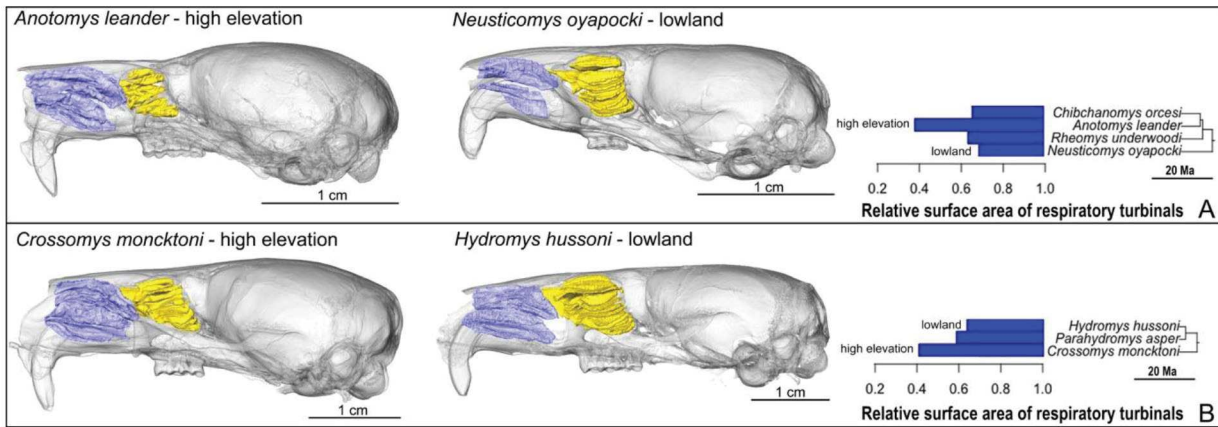 Anotomys leander - high elevation
Neusticomys oyapocki - lowland
1 cm
1 cm
Chibchanomys orcesi
high elevation
Anotomys leander
Rheomys underwoodi
lowland
Neusticomys oyapocki
0.2 0.4 0.6 0.8 1.0
20 Ma
Relative surface area of respiratory turbinals
A
Crossomys moncktoni - high elevation
Hydromys hussoni - lowland
1 cm
1 cm
lowland
Hydromys hussoni
Parahydromys asper
high elevation
Crossomys moncktoni
0.2 0.4 0.6 0.8 1.0
20 Ma
Relative surface area of respiratory turbinals
B